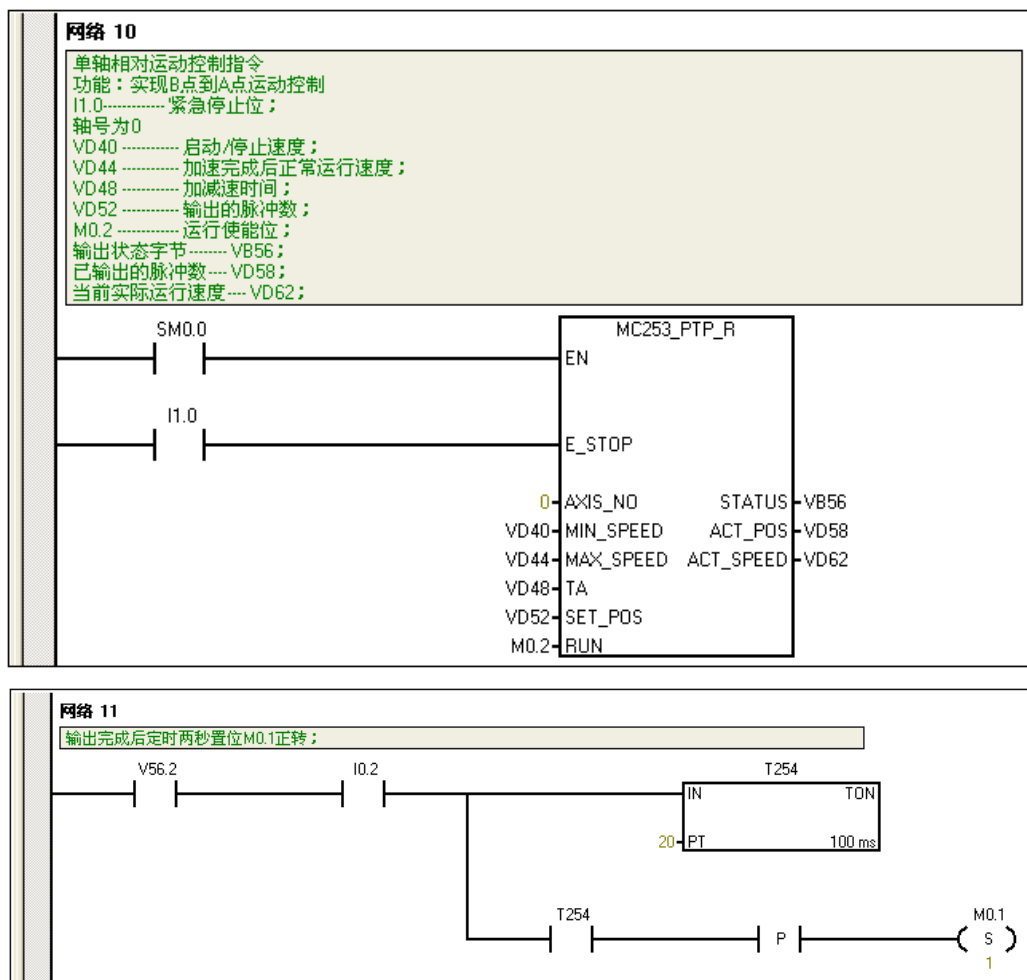 网络 10
单轴相对运动控制指令
功能：实现B点到A点运动控制
I1.0------------紧急停止位；
轴号为0
VD40 ----------- 启动/停止速度；
VD44 ----------- 加速完成后正常运行速度；
VD48 ----------- 加减速时间；
VD52 ----------- 输出的脉冲数；
M0.2 ------------ 运行使能位；
输出状态字节------- VB56；
已输出的脉冲数---- VD58；
当前实际运行速度---- VD62；
SM0.0
MC253_PTP_R
EN
I1.0
E_STOP
0 AXIS_NO STATUS VB56
VD40 MIN_SPEED ACT_POS VD58
VD44 MAX_SPEED ACT_SPEED VD62
VD48 TA
VD52 SET_POS
M0.2 RUN
网络 11
输出完成后定时两秒置位M0.1正转；
V56.2 I0.2 T254
IN TON
20 PT 100 ms
T254 M0.1
P S
1